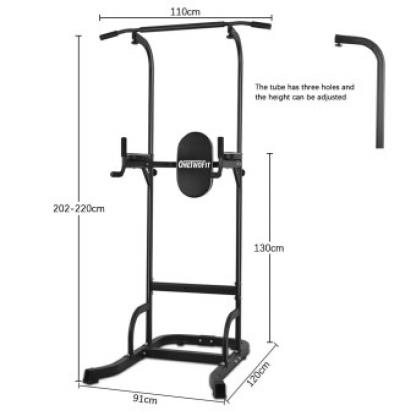 110cm
The tube has three holes and
the height can be adjusted
ONETWOFIT
202-220cm
130cm
120cm
91cm